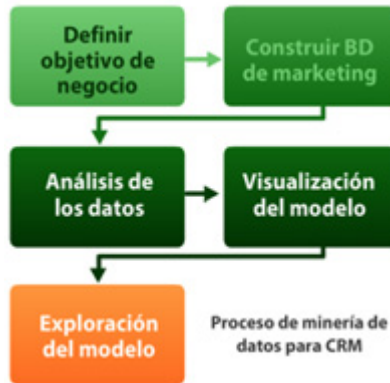 Definir
objetivo de
negocio
Construir BD
de marketing
Análisis de
los datos
Visualización
del modelo
Exploración
del modelo
Proceso de minería de
datos para CRM